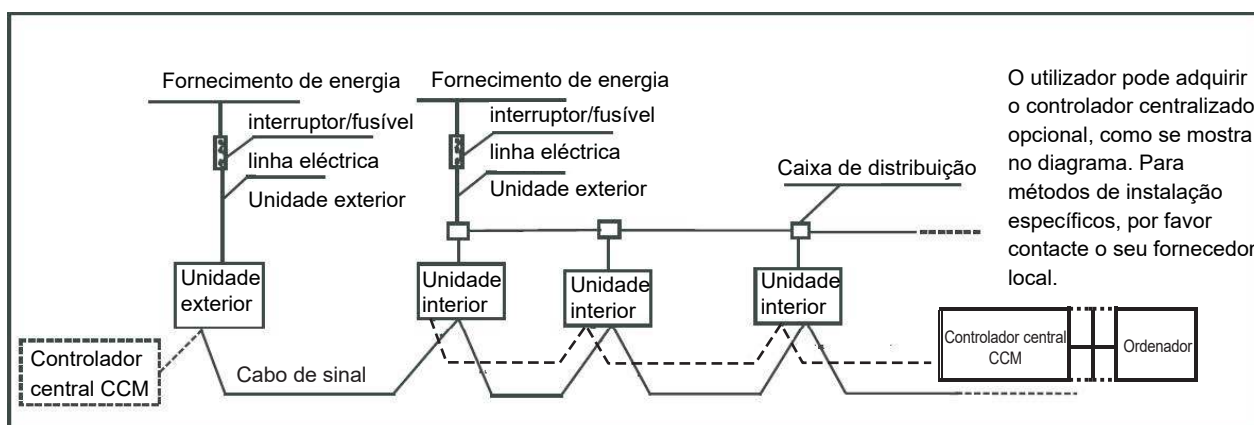 Fornecimento de energia
interruptor/fusível
linha eléctrica
Unidade exterior
Fornecimento de energia
interruptor/fusível
linha eléctrica
Unidade exterior
Caixa de distribuição
O utilizador pode adquirir
o controlador centralizado
opcional, como se mostra
no diagrama. Para
métodos de instalação
específicos, por favor
contacte o seu fornecedor
local.
Unidade
exterior
Unidade
interior
Unidade
interior
Unidade
interior
Controlador
central CCM
Cabo de sinal
Controlador central
CCM
Ordenador